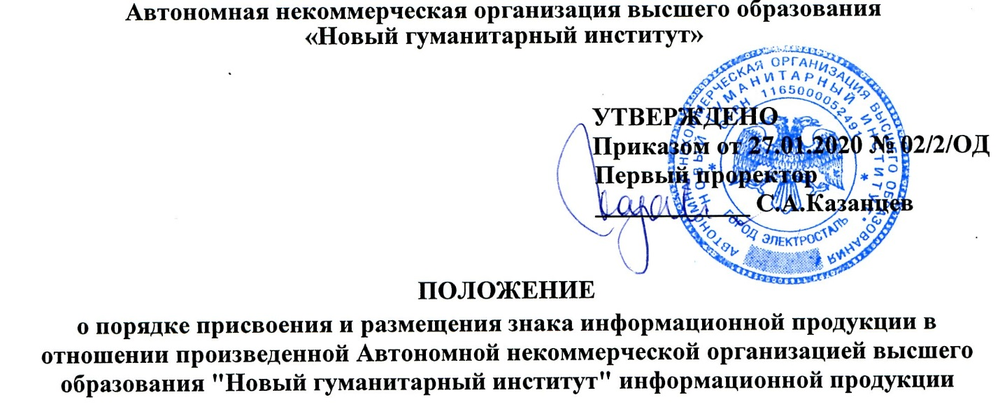 Автономная некоммерческая организация высшего образования
«Новый гуманитарный институт»
УТВЕРЖДЕНО
Приказом от 27.01.2020 № 02/2/ОД
Первый проректор
С.А.Казанцев
АВТОНОМНАЯ НЕКОММЕРЧЕСКАЯ ОРГАНИЗАЦИЯ ВЫСШЕГО ОБРАЗОВАНИЯ
НОВЫЙ ГУМАНИТАРНЫЙ ИНСТИТУТ
ОГРН 1165000052491
ГОРОД ЭЛЕКТРОСТАЛЬ
ПОЛОЖЕНИЕ
о порядке присвоения и размещения знака информационной продукции в
отношении произведенной Автономной некоммерческой организацией высшего
образования "Новый гуманитарный институт" информационной продукции